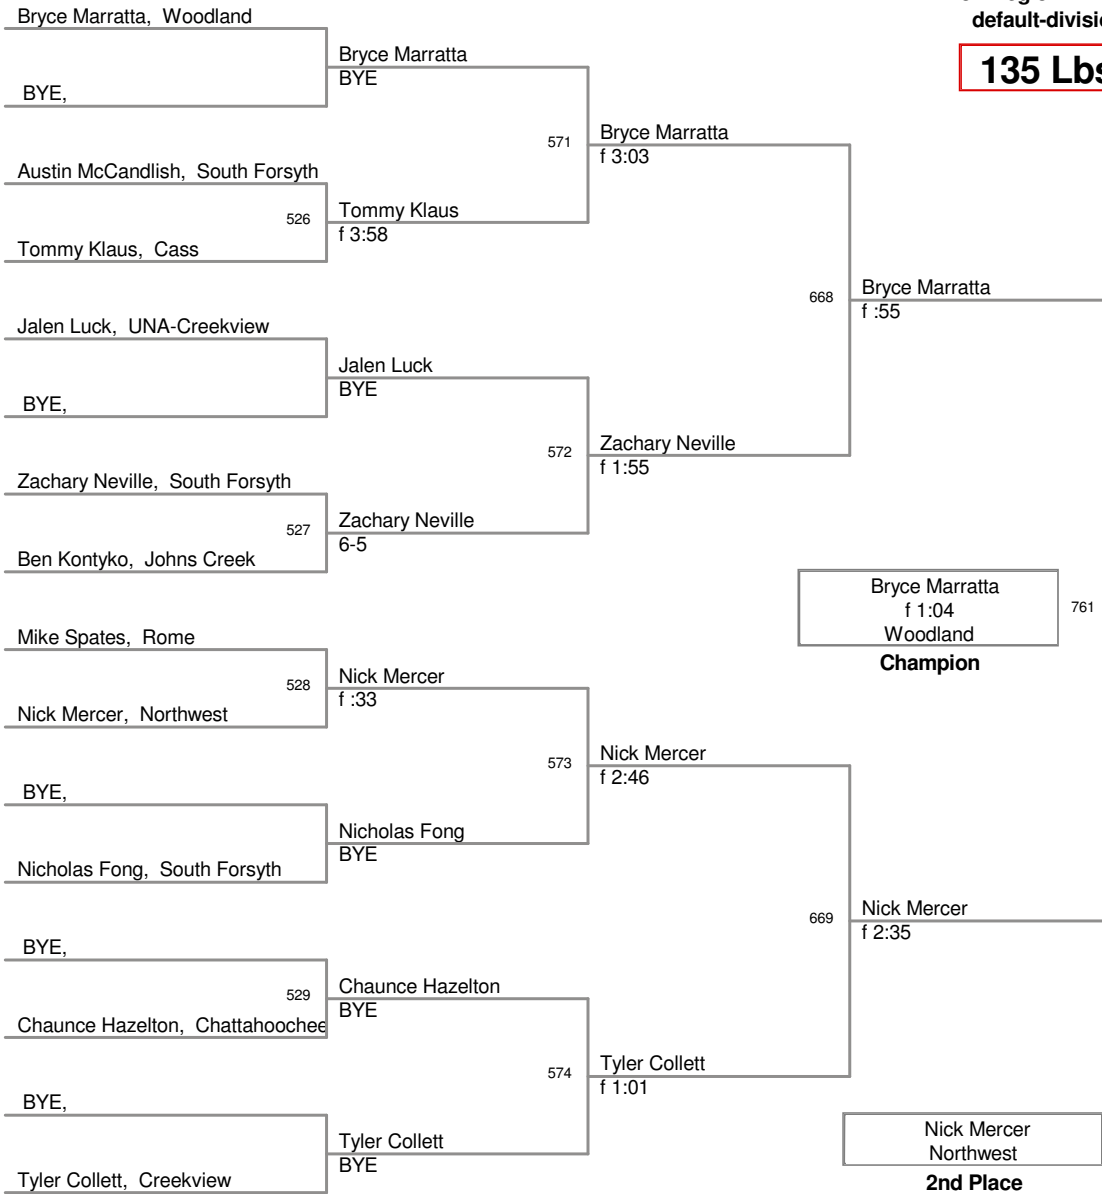 default-divisi
135 Lbs
Bryce Marratta, Woodland
Bryce Marratta
BYE
BYE,
571
Bryce Marratta
f 3:03
Austin McCandlish, South Forsyth
526
Tommy Klaus
f 3:58
Tommy Klaus, Cass
668
Bryce Marratta
f :55
Jalen Luck, UNA-Creekview
Jalen Luck
BYE
BYE,
572
Zachary Neville
f 1:55
Zachary Neville, South Forsyth
527
Zachary Neville
6-5
Ben Kontyko, Johns Creek
Bryce Marratta
f 1:04
Woodland
761
Champion
Mike Spates, Rome
528
Nick Mercer
f :33
Nick Mercer, Northwest
573
Nick Mercer
f 2:46
BYE,
Nicholas Fong
BYE
Nicholas Fong, South Forsyth
669
Nick Mercer
f 2:35
BYE,
529
Chaunce Hazelton
BYE
Chaunce Hazelton, Chattahoochee
574
Tyler Collett
f 1:01
BYE,
Tyler Collett
BYE
Tyler Collett, Creekview
Nick Mercer
Northwest
2nd Place